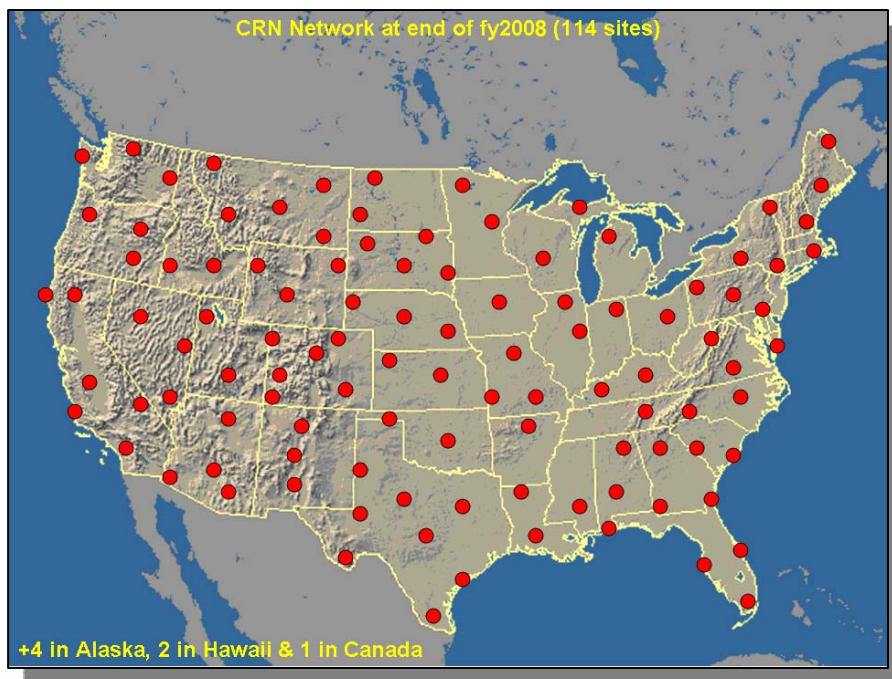 CRN Network at end of fy2008 (114 sites)
+4 in Alaska, 2 in Hawaii & 1 in Canada